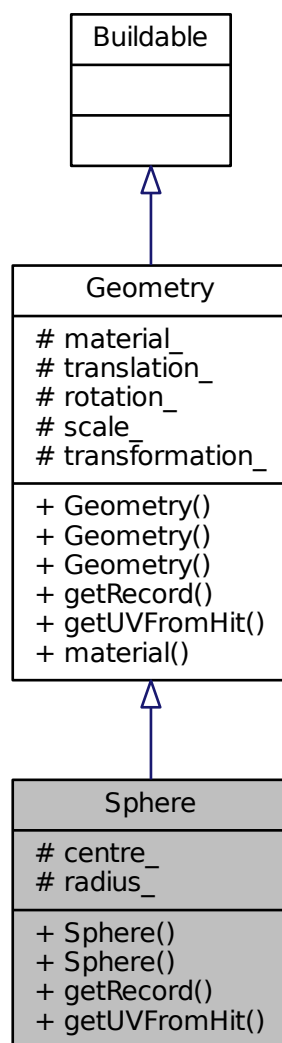 Buildable
Geometry
# material_
# translation_
# rotation_
# scale_
# transformation_
+ Geometry()
+ Geometry()
+ Geometry()
+ getRecord()
+ getUVFromHit()
+ material()
Sphere
# centre_
# radius_
+ Sphere()
+ Sphere()
+ getRecord()
+ getUVFromHit()